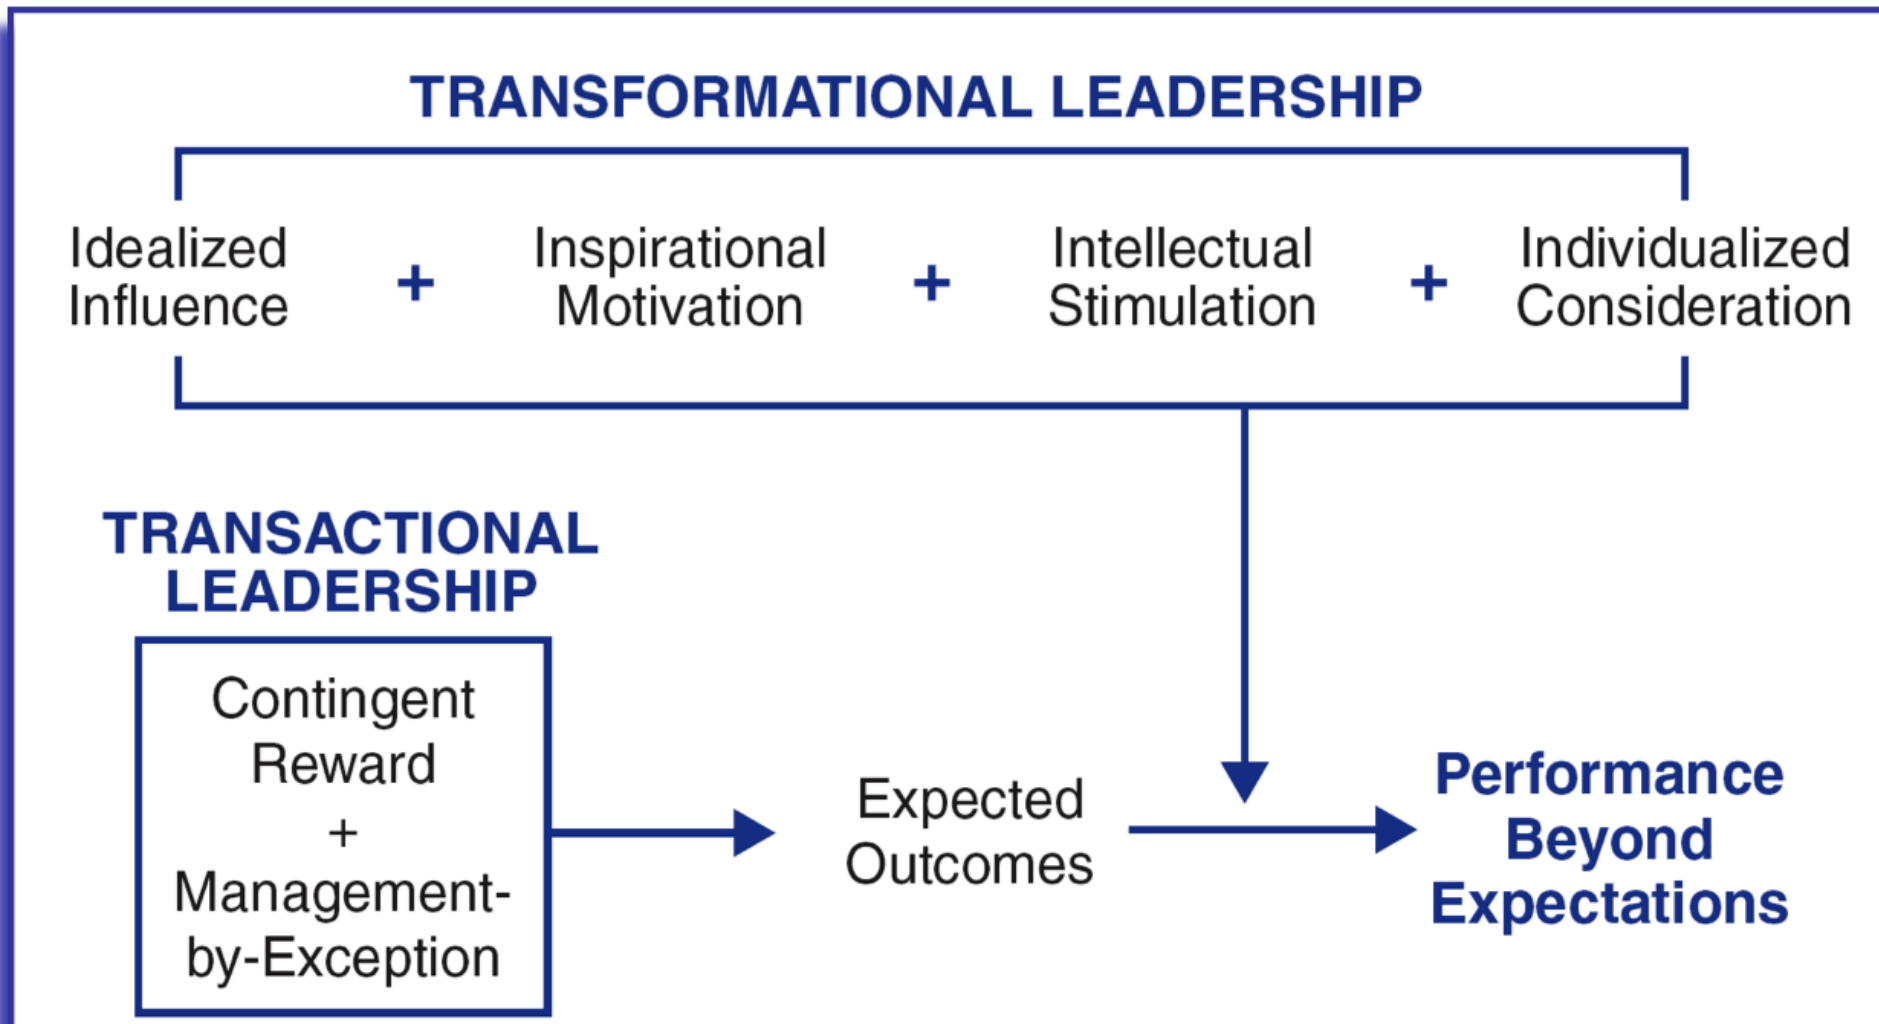 TRANSFORMATIONAL LEADERSHIP
Idealized
Influence
+
Inspirational
Motivation
+
Intellectual
Stimulation
+
Individualized
Consideration
TRANSACTIONAL
LEADERSHIP
Contingent
Reward
+
Management-
by-Exception
Expected
Outcomes
Performance
Beyond
Expectations